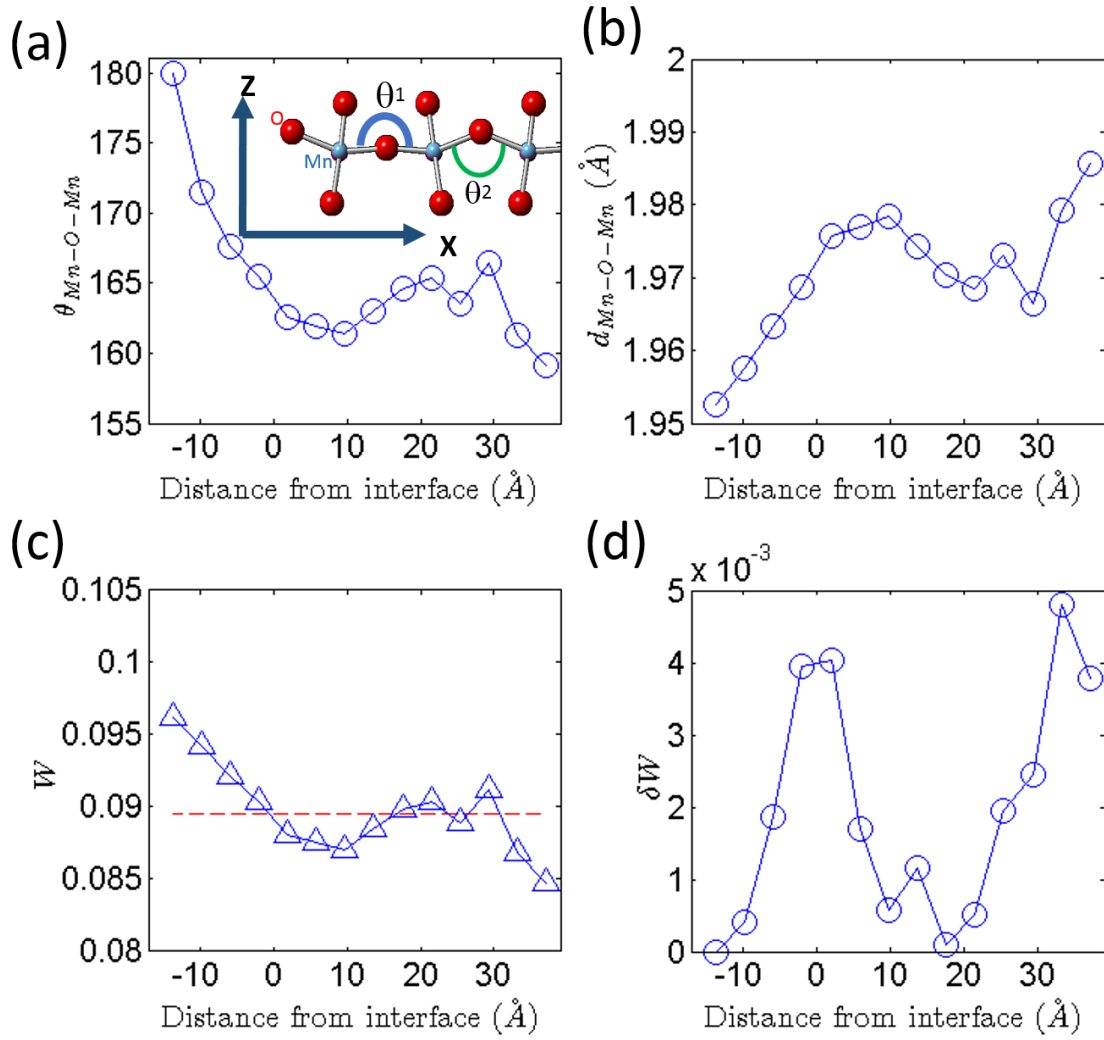 (a)
180
175
170
165
160
155
θMn−O−Mn
Z
X
O
Mn
θ1
θ2
-10 0 10 20 30
Distance from interface (Å)
(b)
2
1.99
1.98
1.97
1.96
1.95
dMn−O−Mn (Å)
-10 0 10 20 30
Distance from interface (Å)
(c)
0.105
0.1
0.095
0.09
0.085
0.08
W
-10 0 10 20 30
Distance from interface (Å)
(d)
x 10-3
5
4
3
2
1
0
δW
-10 0 10 20 30
Distance from interface (Å)